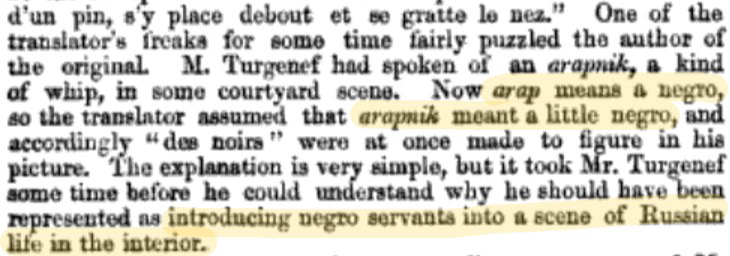 d'un pin, s'y place debout et se gratte le nez." One of the
translator's freaks for some time fairly puzzled the author of
the original. M. Turgenef had spoken of an arapnik, a kind
of whip, in some courtyard scene. Now arap means a negro,
so the translator assumed that arapnik meant a little negro, and
accordingly "des noirs" were at once made to figure in his
picture. The explanation is very simple, but it took Mr. Turgenef
some time before he could understand why he should have been
represented as introducing negro servants into a scene of Russian
life in the interior.